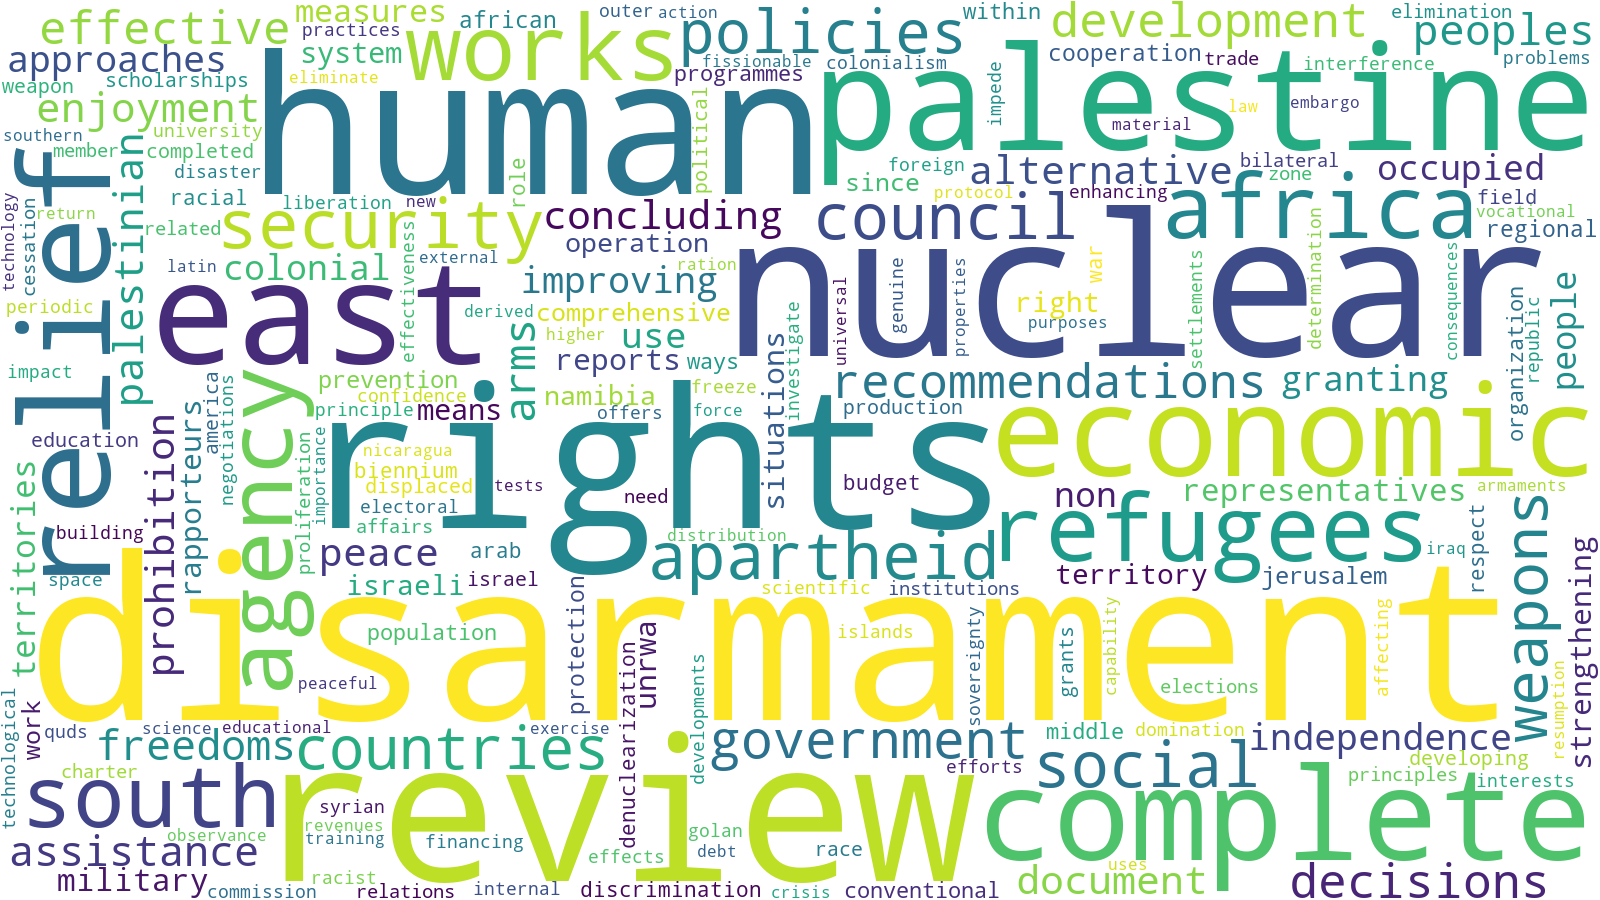 effective
measures
african
outer
action
policies
within
development
elimination
peoples
approaches
practices
system
works
fissionable
colonialism
cooperation
trade
interference
problems
weapon
scholarships
eliminate
human
programmes
palestine
impede
law
embargo
enjoyment
university
material
southern
member
completed
political
foreign
alternative
bilateral
occupied
disaster
role
since
zone
technology
relief
palestinian
racial
liberation
new
protocol
enhancing
africa
field
return
related
security
concluding
council
vocational
regional
cessation
latin
colonial
effectiveness
external
operation
ration
nuclear
determination
consequences
periodic
east
derived
improving
comprehensive
higher
universal
genuine
properties
right
war
purposes
settlements
organization
republic
people
impact
arms
use
reports
ways
situations
investigate
america
agency
prevention
confidence
principle
means
namibia
freeze
offers
force
production
recommendations
granting
education
prohibition
rapporteurs
negotiations
proliferation
importance
rights
economic
nicaragua
biennium
displaced
tests
need
budget
non
representatives
armaments
territories
building
electoral
affairs
distribution
refugees
weapons
respect
peace
arab
apartheid
iraq
strengthening
space
israeli
israel
scientific
institutions
territory
jerusalem
disarmament
population
protection
unrwa
islands
sovereignty
grants
capability
affecting
peaceful
denuclearization
developments
elections
resumption
technological
work
quds
science
educational
exercise
government
middle
domination
independence
freedoms
countries
efforts
social
developing
charter
principles
interests
south
syrian
review
complete
observance
revenues
training
financing
golan
debt
race
assistance
effects
uses
military
racist
document
decisions
commission
relations
internal
discrimination
crisis
conventional